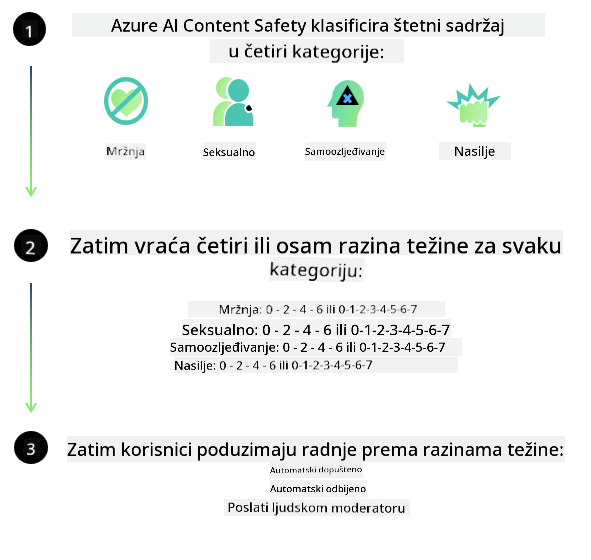 1
Azure AI Content Safety klasificira štetni sadržaj
u četiri kategorije:
Mržnja
Seksualno
Samoozljeđivanje
Nasilje
2
Zatim vraća četiri ili osam razina težine za svaku
kategoriju:
Mržnja: 0 - 2 - 4 - 6 ili 0-1-2-3-4-5-6-7
Seksualno: 0 - 2 - 4 - 6 ili 0-1-2-3-4-5-6-7
Samoozljeđivanje: 0 - 2 - 4 - 6 ili 0-1-2-3-4-5-6-7
Nasilje: 0 - 2 - 4 - 6 ili 0-1-2-3-4-5-6-7
3
Zatim korisnici poduzimaju radnje prema razinama težine:
Automatski dopušteno
Automatski odbijeno
Poslati ljudskom moderatoru